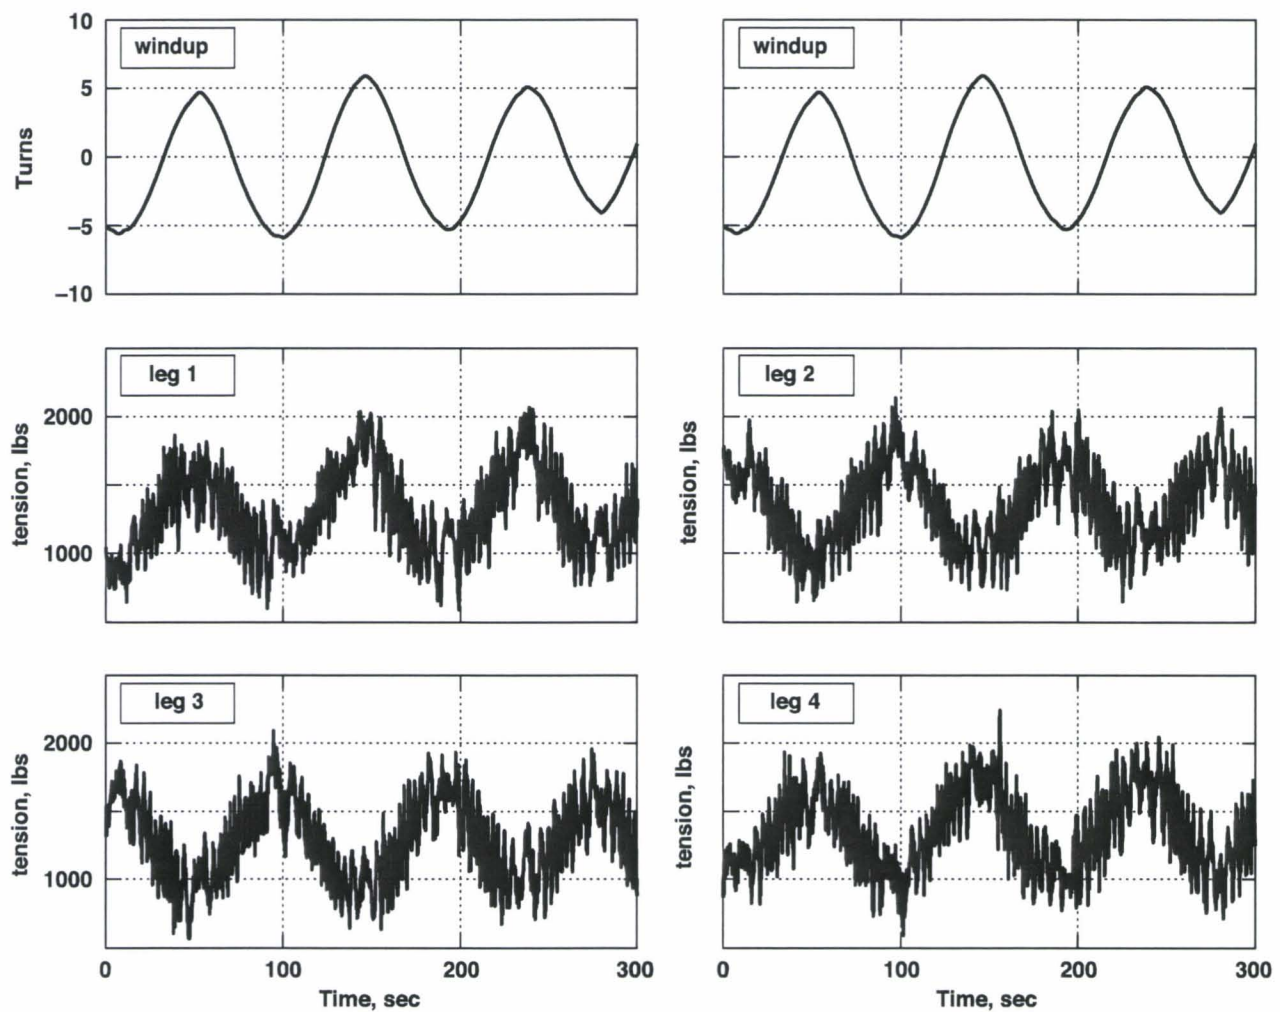 windup
windup
10
5
0
−5
−10
Turns
leg 1
leg 2
2000
1000
tension, lbs
tension, lbs
leg 3
leg 4
2000
1000
tension, lbs
tension, lbs
0
100
200
300
0
100
200
300
Time, sec
Time, sec